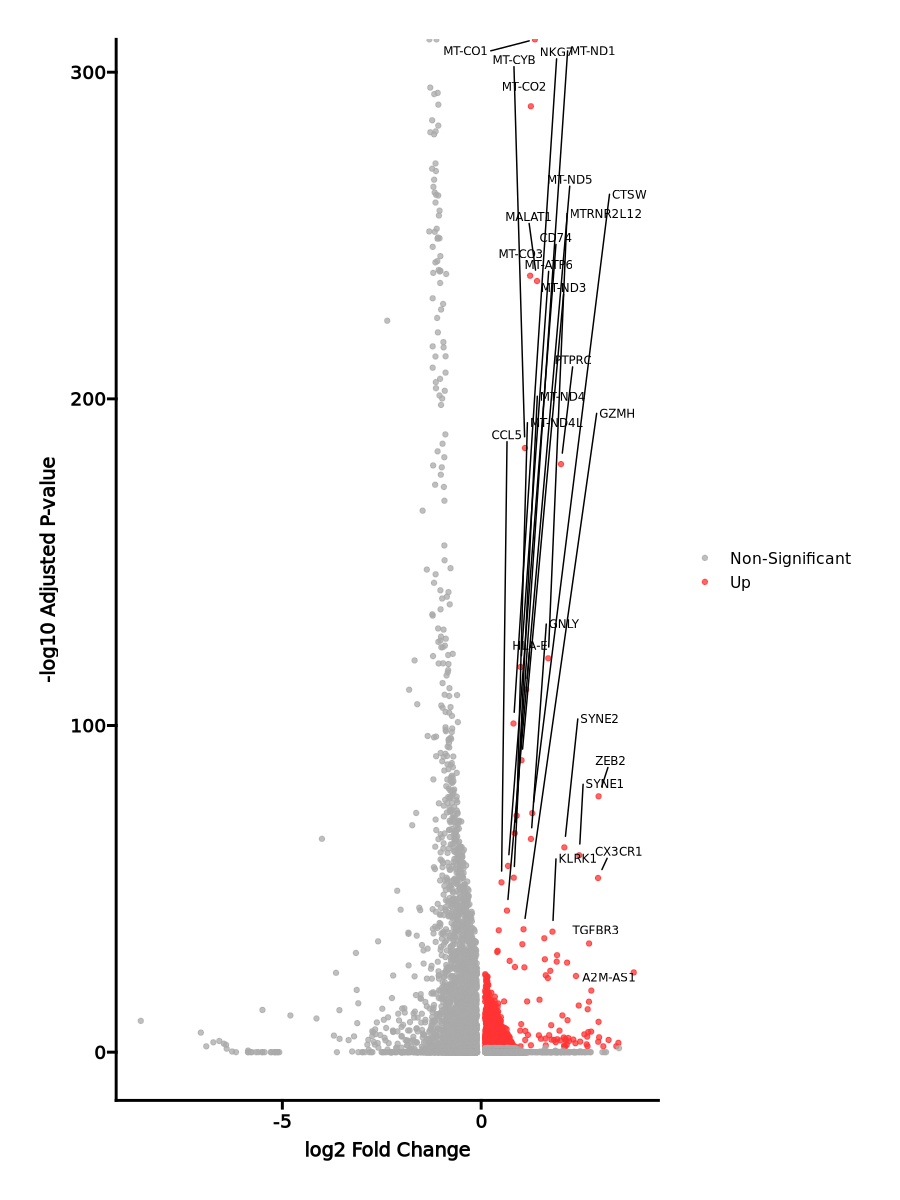 MT-CO1
NKG7
MT-ND1
MT-CYB
300
MT-CO2
MT-ND5
CTSW
MTRNR2L12
MALAT1
CD74
MT-CO3
MT-ATP6
MT-ND3
PTPRC
MT-ND4
200
GZMH
MT-ND4L
CCL5
-log10 Adjusted P-value
Non-Significant
Up
GNLY
HLA-E
SYNE2
100
ZEB2
SYNE1
CX3CR1
KLRK1
TGFBR3
A2M-AS1
0
-5
0
log2 Fold Change